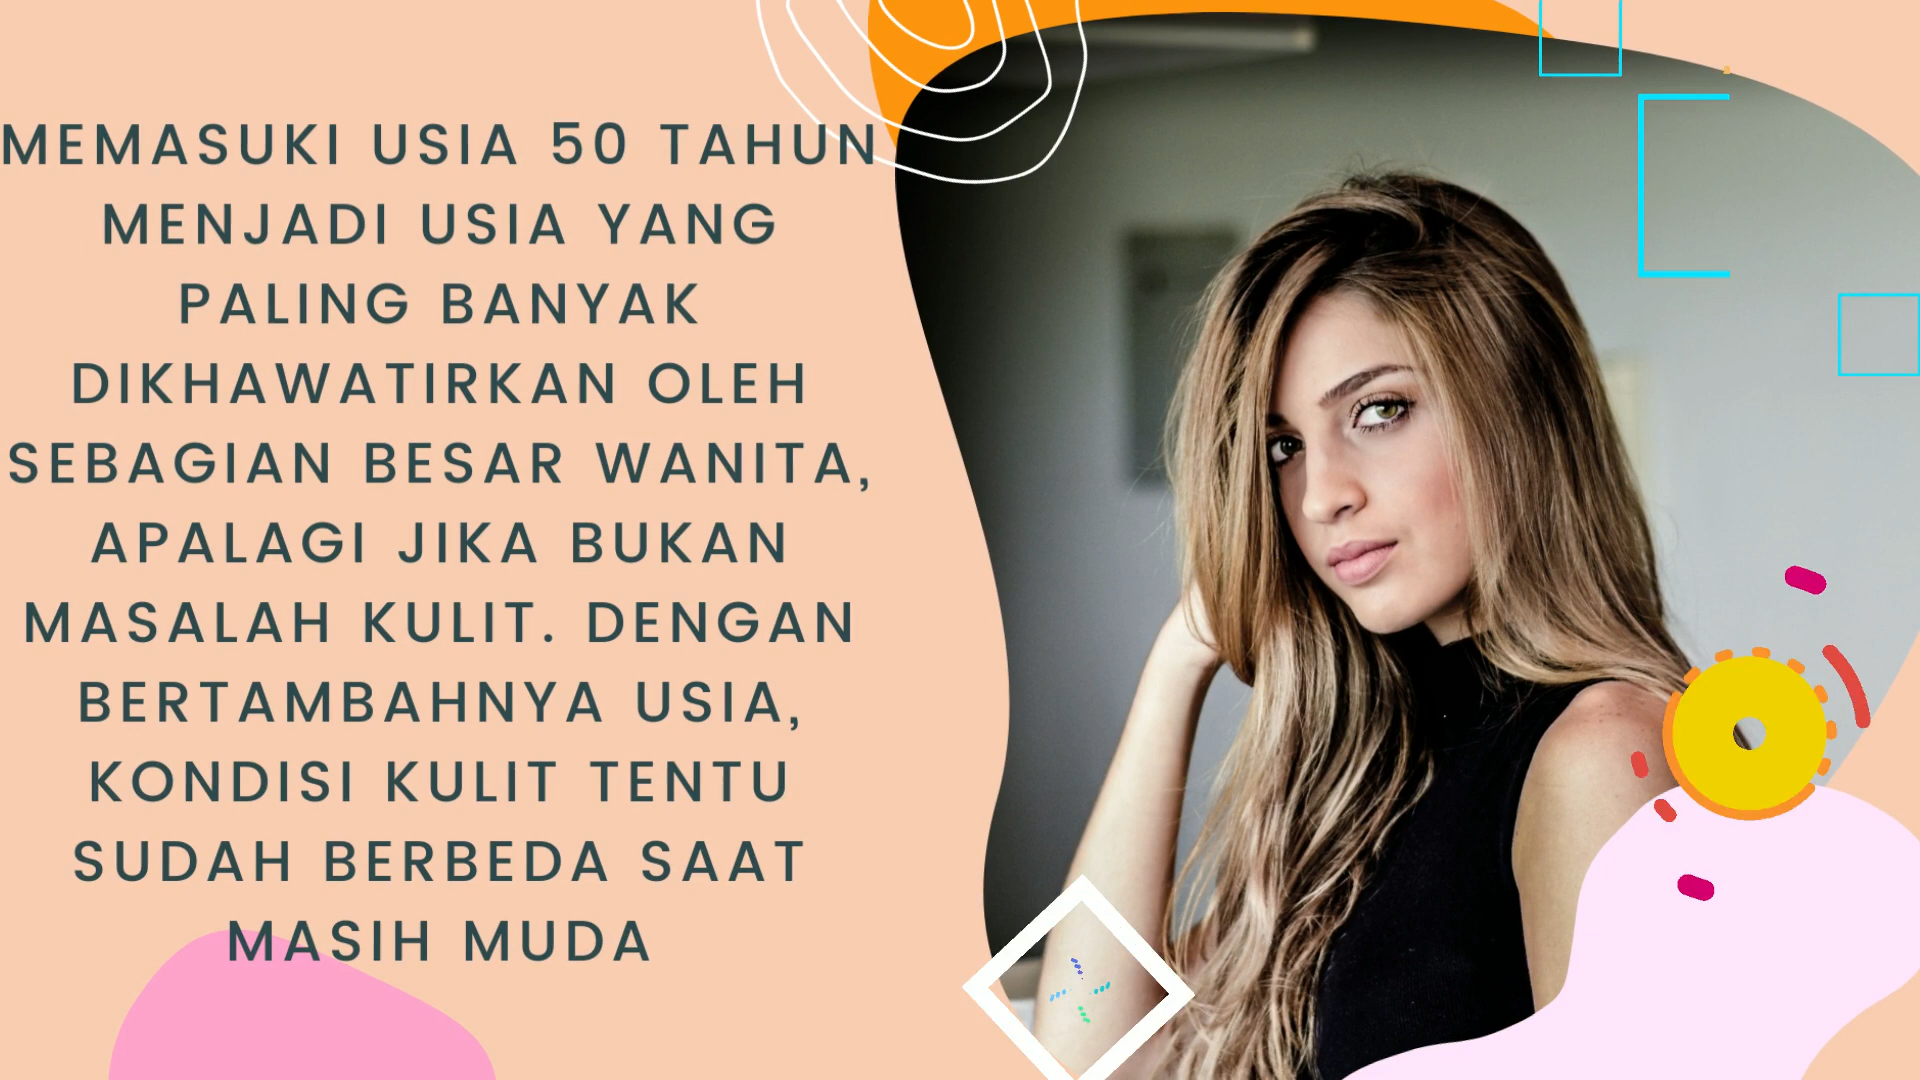 MEMASUKI USIA 50 TAHUN
MENJADI USIA YANG
PALING BANYAK
DIKHAWATIRKAN OLEH
SEBAGIAN BESAR WANITA,
APALAGI JIKA BUKAN
MASALAH KULIT. DENGAN
BERTAMBAHNYA USIA,
KONDISI KULIT TENTU
SUDAH BERBEDA SAAT
MASIH MUDA